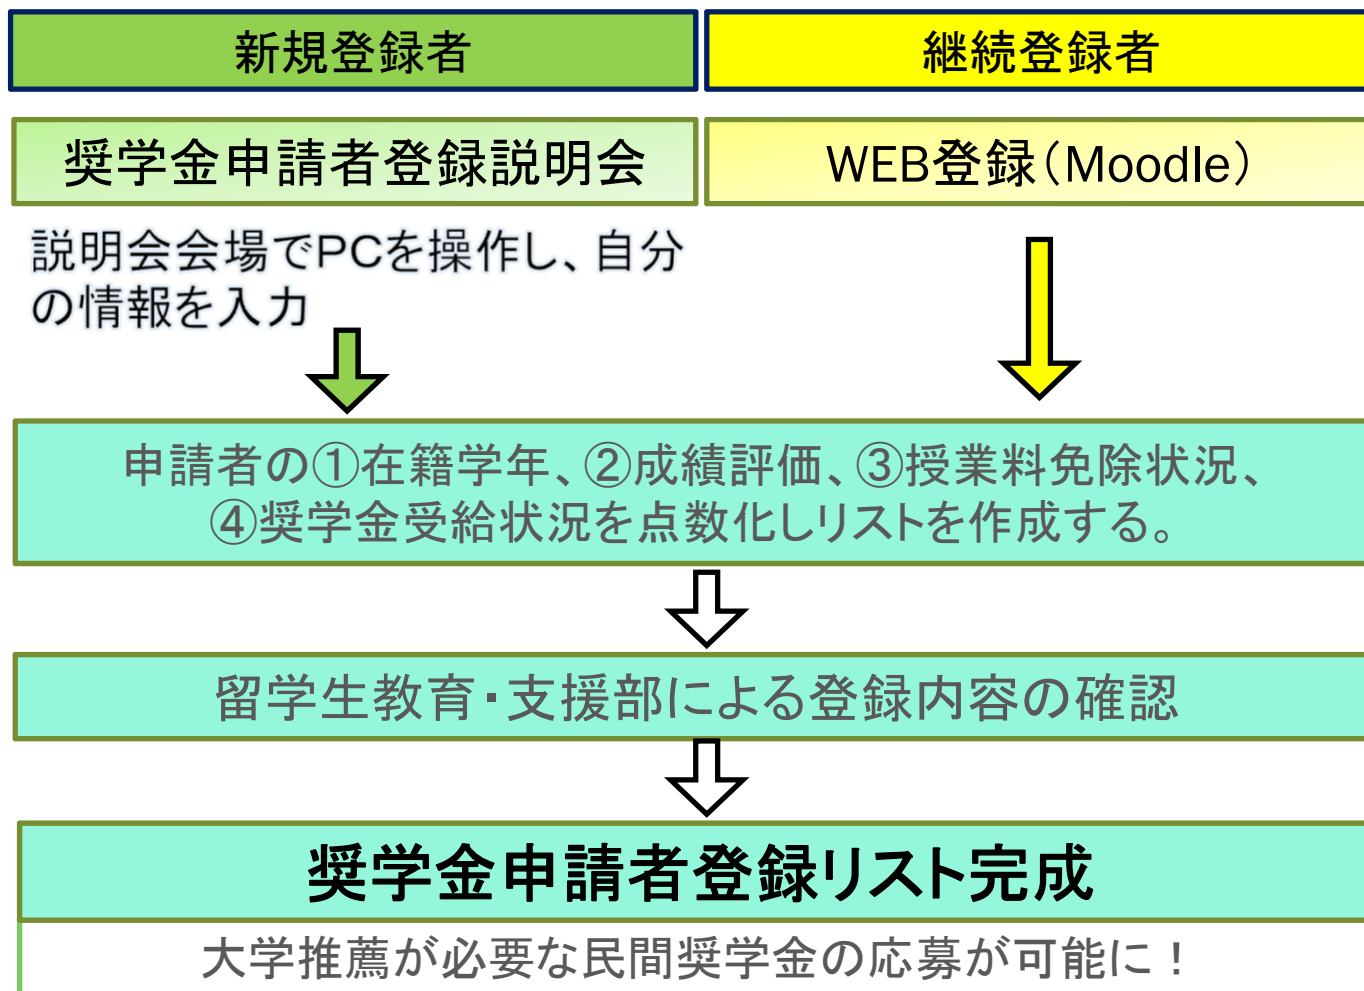 新規登録者
継続登録者
奨学金申請者登録説明会
WEB登録（Moodle）
説明会会場でPCを操作し、自分
の情報を入力
申請者の①在籍学年、②成績評価、③授業料免除状況、
④奨学金受給状況を点数化しリストを作成する。
留学生教育・支援部による登録内容の確認
奨学金申請者登録リスト完成
大学推薦が必要な民間奨学金の応募が可能に！